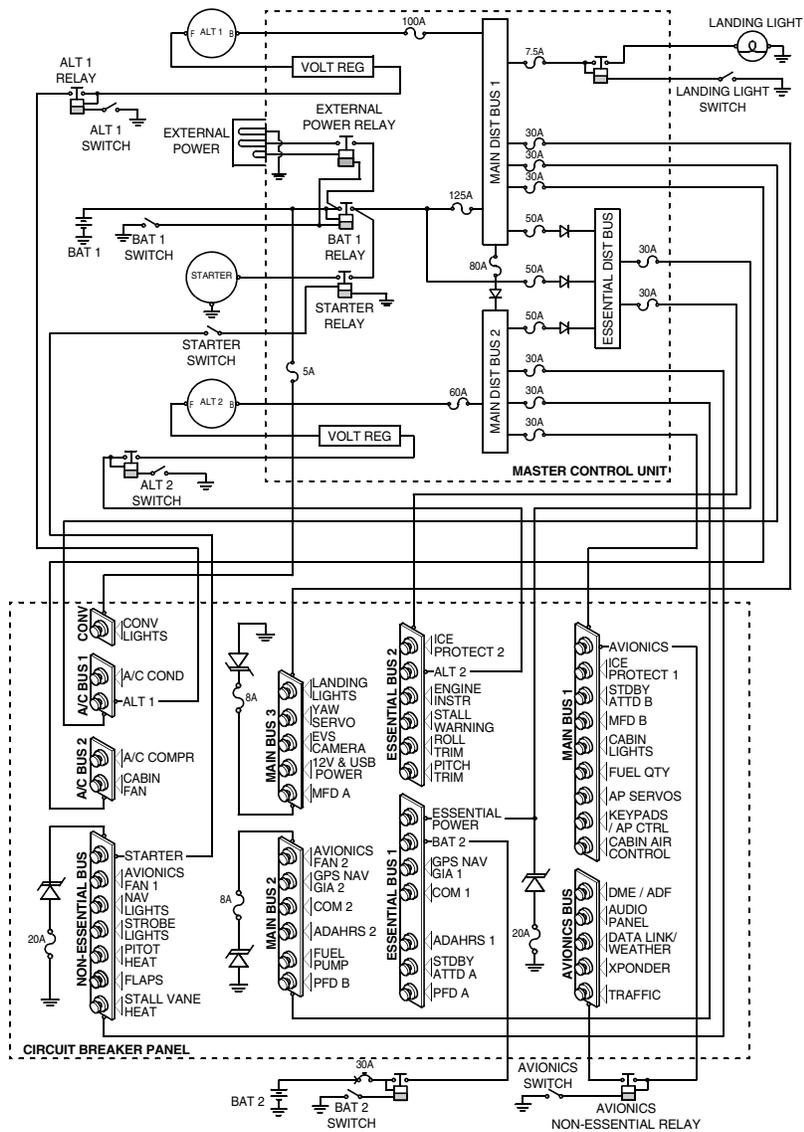 100A
LANDING LIGHT
F
ALT 1
B
7.5A
VOLT REG
ALT 1
RELAY
LANDING LIGHT
SWITCH
ALT 1
SWITCH
EXTERNAL
POWER
EXTERNAL
POWER RELAY
MAIN DIST BUS 1
30A
30A
30A
125A
BAT 1
BAT 1
SWITCH
BAT 1
RELAY
50A
ESSENTIAL DIST BUS
30A
80A
50A
STARTER
30A
STARTER
RELAY
50A
STARTER
SWITCH
MAIN DIST BUS 2
5A
30A
F
ALT 2
B
60A
30A
30A
VOLT REG
ALT 2
SWITCH
MASTER CONTROL UNIT
CONV
CONV
LIGHTS
A/C BUS 1
A/C COND
ALT 1
A/C BUS 2
A/C COMPR
CABIN
FAN
NON-ESSENTIAL BUS
STARTER
AVIONICS
FAN 1
NAV
LIGHTS
STROBE
LIGHTS
PITOT
HEAT
FLAPS
STALL VANE
HEAT
20A
8A
MAIN BUS 3
LANDING
LIGHTS
YAW
SERVO
EVS
CAMERA
12V & USB
POWER
MFD A
8A
MAIN BUS 2
AVIONICS
FAN 2
GPS NAV
GIA 2
COM 2
ADAHRS 2
FUEL
PUMP
PFD B
ESSENTIAL BUS 2
ICE
PROTECT 2
ALT 2
ENGINE
INSTR
STALL
WARNING
ROLL
TRIM
PITCH
TRIM
ESSENTIAL BUS 1
ESSENTIAL
POWER
BAT 2
GPS NAV
GIA 1
COM 1
ADAHRS 1
STDBY
ATTD A
PFD A
20A
MAIN BUS 1
AVIONICS
ICE
PROTECT 1
STDBY
ATTD B
MFD B
CABIN
LIGHTS
FUEL QTY
AP SERVOS
KEYPADS
/ AP CTRL
CABIN AIR
CONTROL
AVIONICS BUS
DME / ADF
AUDIO
PANEL
DATA LINK/
WEATHER
XPONDER
TRAFFIC
CIRCUIT BREAKER PANEL
30A
BAT 2
BAT 2
SWITCH
AVIONICS
SWITCH
AVIONICS
NON-ESSENTIAL RELAY